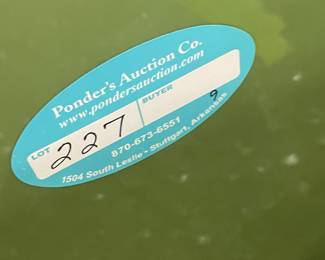 Ponder's Auction Co.
www.pondersauction.com
LOT 227 BUYER 9
870-673-6551
1504 South Leslie - Stuttgart, Arkansas